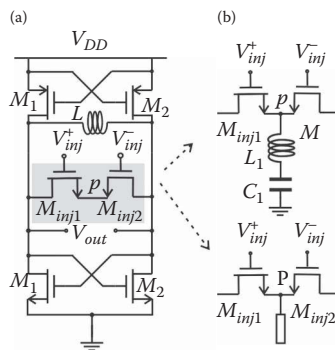 (a)
V_DD
M_1
M_2
L
V_inj^+
V_inj^-
p
M_inj1
M_inj2
V_out
M_1
M_2
(b)
V_inj^+
V_inj^-
p
M_inj1
M
L_1
C_1
V_inj^+
V_inj^-
P
M_inj1
M_inj2